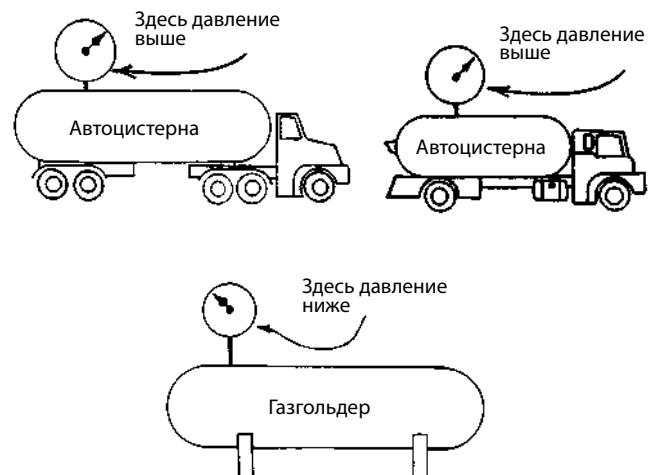 Здесь давление
выше
Автоцистерна
Здесь давление
выше
Автоцистерна
Здесь давление
ниже
Газгольдер